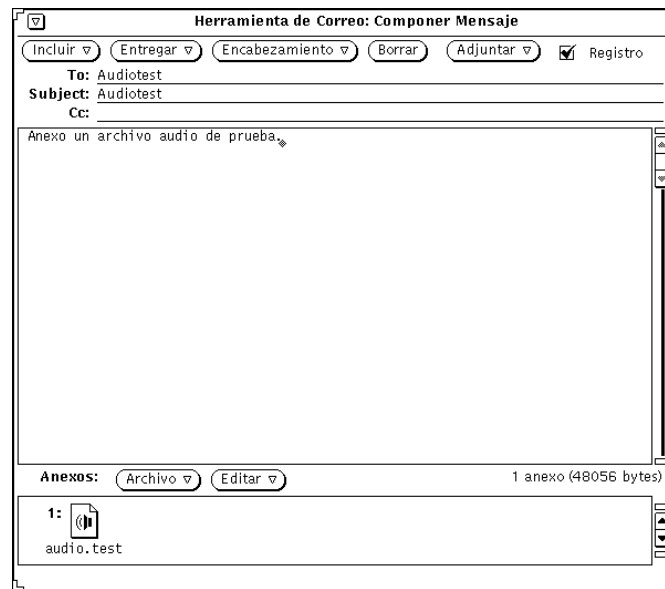 Herramienta de Correo: Componer Mensaje
Incluir Entregar Encabezamiento Borrar Adjuntar Registro
To: Audiotest
Subject: Audiotest
Cc:
Anexo un archivo audio de prueba.
Anexos: Archivo Editar 1 anexo (48056 bytes)
1:
audio.test